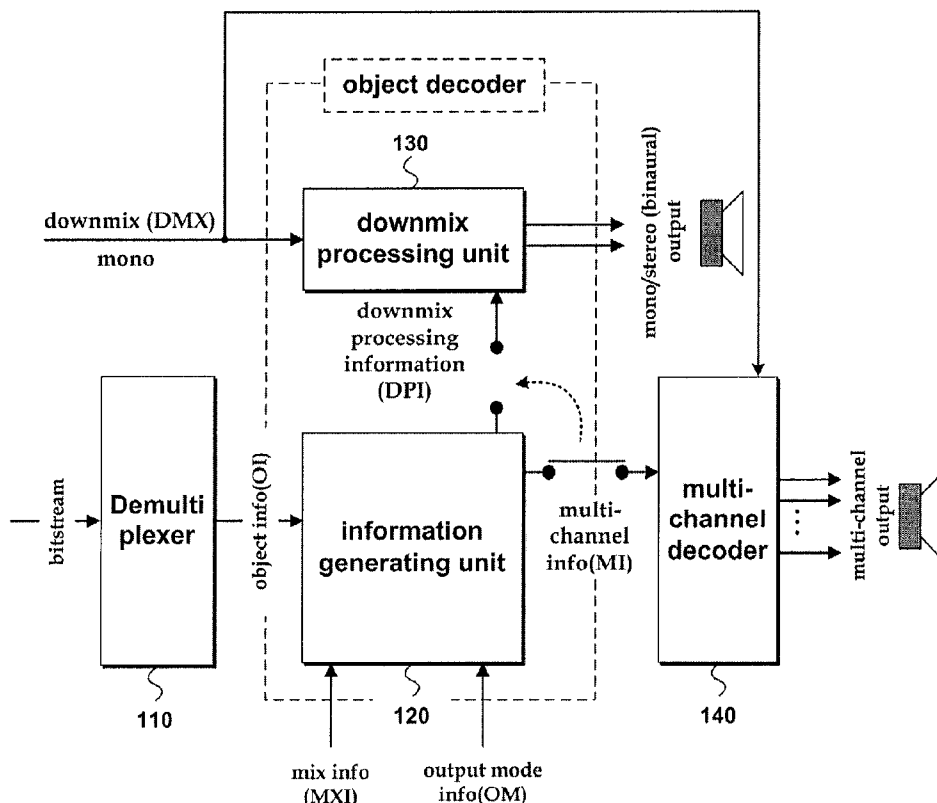 object decoder
130
downmix (DMX)
mono
downmix
processing unit
mono/stereo (binaural)
output
downmix
processing
information
(DPI)
bitstream
Demulti
plexer
object info(OI)
information
generating unit
multi-
channel
info(MI)
multi-
channel
decoder
multi-channel
output
110
120
140
mix info
(MXI)
output mode
info(OM)